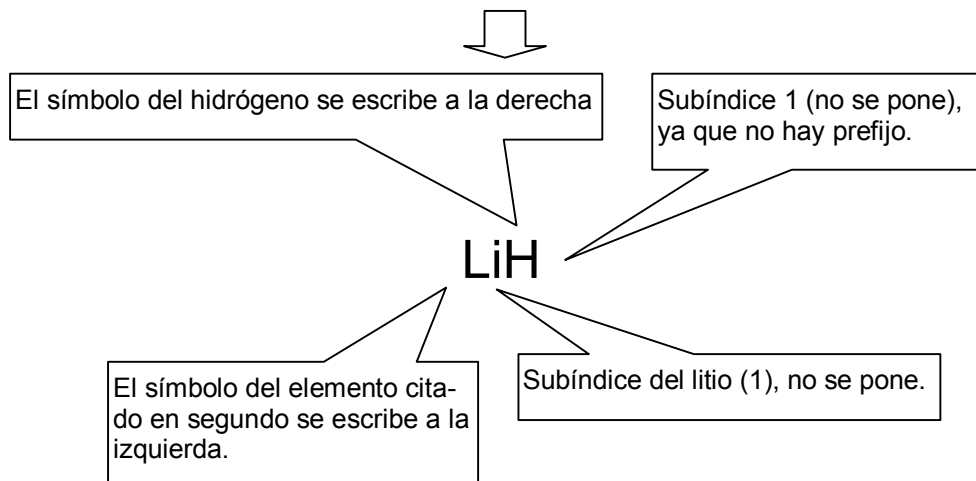 El símbolo del hidrógeno se escribe a la derecha
Subíndice 1 (no se pone),
ya que no hay prefijo.
LiH
El símbolo del elemento cita-
do en segundo se escribe a la
izquierda.
Subíndice del litio (1), no se pone.